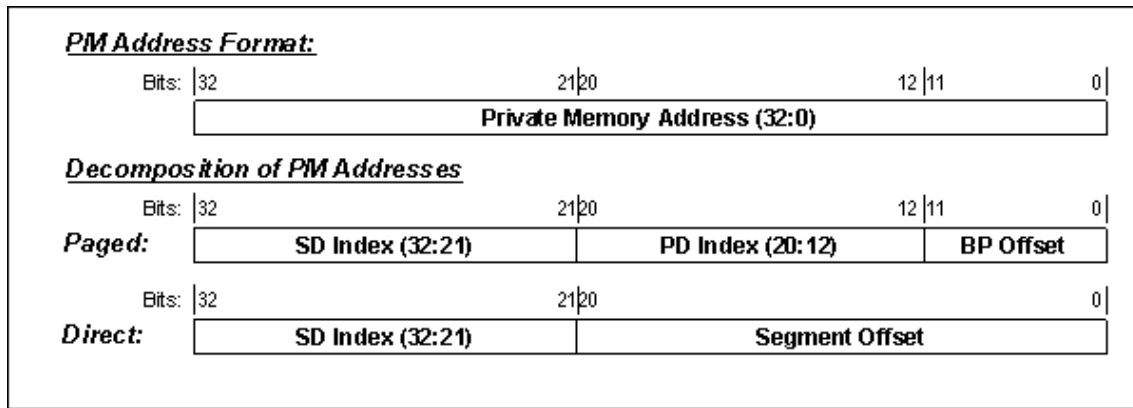 PM Address Format:
Bits: 32 21 20 12 11 0
Private Memory Address (32:0)
Decomposition of PM Addresses
Bits: 32 21 20 12 11 0
Paged: SD Index (32:21) PD Index (20:12) BP Offset
Bits: 32 21 20 0
Direct: SD Index (32:21) Segment Offset